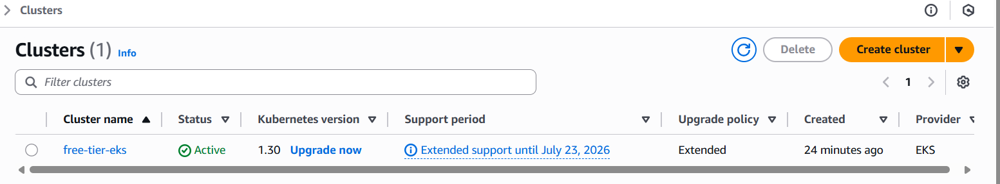 Clusters
Clusters (1) Info
Delete
Create cluster
Filter clusters
1
Cluster name Status Kubernetes version Support period Upgrade policy Created Provider
free-tier-eks Active 1.30 Upgrade now Extended support until July 23, 2026 Extended 24 minutes ago EKS